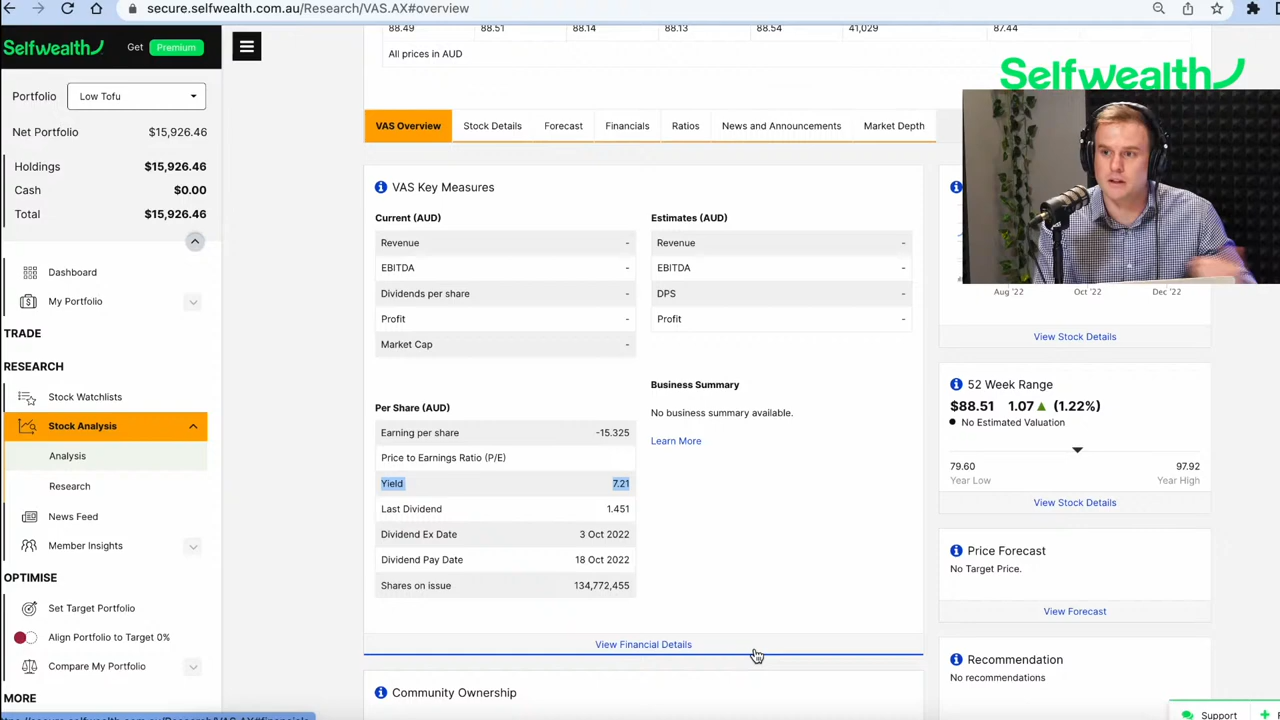 secure.selfwealth.com.au/Research/VAS.AX#overview
Selfwealth
Get Premium
Portfolio Low Tofu
Net Portfolio $15,926.46
Holdings $15,926.46
Cash $0.00
Total $15,926.46
Dashboard
My Portfolio
TRADE
RESEARCH
Stock Watchlists
Stock Analysis
Analysis
Research
News Feed
Member Insights
OPTIMISE
Set Target Portfolio
Align Portfolio to Target 0%
Compare My Portfolio
MORE
88.49 88.51 88.14 88.13 88.54 41,029 87.44
All prices in AUD
Selfwealth
VAS Overview Stock Details Forecast Financials Ratios News and Announcements Market Depth
VAS Key Measures
Current (AUD)
Revenue -
EBITDA -
Dividends per share -
Profit -
Market Cap -
Estimates (AUD)
Revenue -
EBITDA -
DPS -
Profit -
Per Share (AUD)
Earning per share -15.325
Price to Earnings Ratio (P/E)
Yield 7.21
Last Dividend 1.451
Dividend Ex Date 3 Oct 2022
Dividend Pay Date 18 Oct 2022
Shares on issue 134,772,455
Business Summary
No business summary available.
Learn More
View Financial Details
Community Ownership
Aug '22 Oct '22 Dec '22
View Stock Details
52 Week Range
$88.51 1.07 (1.22%)
No Estimated Valuation
79.60 97.92
Year Low Year High
View Stock Details
Price Forecast
No Target Price.
View Forecast
Recommendation
No recommendations
Support